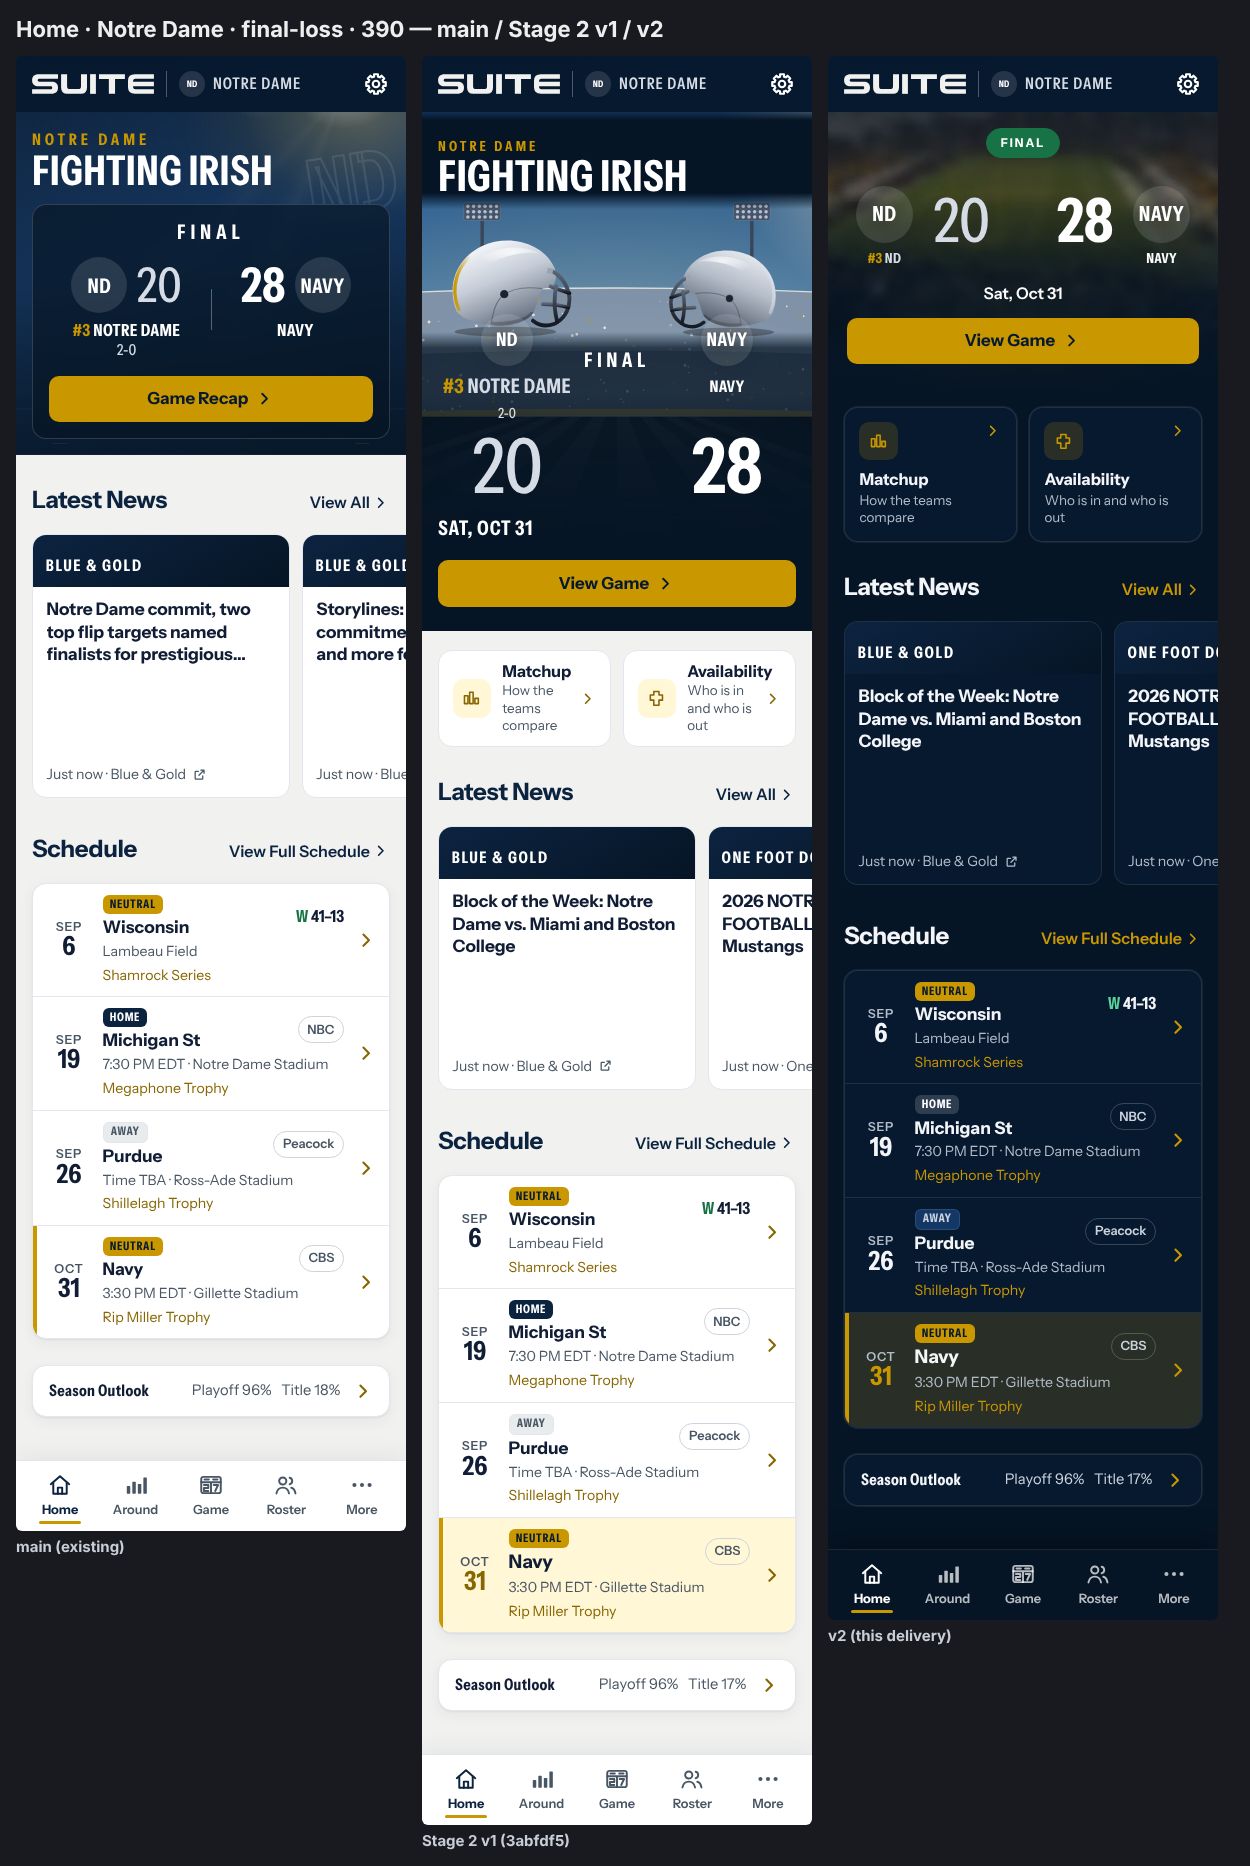 Home · Notre Dame · final-loss · 390 — main / Stage 2 v1 / v2
SUITE
ND
NOTRE DAME
NOTRE DAME
FIGHTING IRISH
ND
FINAL
ND
20
28
NAVY
#3 NOTRE DAME
NAVY
2-0
Game Recap
Latest News
View All
BLUE & GOLD
BLUE & GOLD
Notre Dame commit, two
top flip targets named
finalists for prestigious...
Storylines:
commitme
and more fo
Just now · Blue & Gold
Just now · Blue
Schedule
View Full Schedule
SEP
6
NEUTRAL
Wisconsin
Lambeau Field
Shamrock Series
W 41-13
SEP
19
HOME
Michigan St
7:30 PM EDT · Notre Dame Stadium
Megaphone Trophy
NBC
SEP
26
AWAY
Purdue
Time TBA · Ross-Ade Stadium
Shillelagh Trophy
Peacock
OCT
31
NEUTRAL
Navy
3:30 PM EDT · Gillette Stadium
Rip Miller Trophy
CBS
Season Outlook
Playoff 96%
Title 18%
Home
Around
Game
Roster
More
main (existing)
SUITE
ND
NOTRE DAME
NOTRE DAME
FIGHTING IRISH
ND
NAVY
FINAL
#3 NOTRE DAME
NAVY
2-0
20
28
SAT, OCT 31
View Game
Matchup
How the
teams
compare
Availability
Who is in
and who is
out
Latest News
View All
BLUE & GOLD
ONE FOOT DO
Block of the Week: Notre
Dame vs. Miami and Boston
College
2026 NOTR
FOOTBALL
Mustangs
Just now · Blue & Gold
Just now · One
Schedule
View Full Schedule
SEP
6
NEUTRAL
Wisconsin
Lambeau Field
Shamrock Series
W 41-13
SEP
19
HOME
Michigan St
7:30 PM EDT · Notre Dame Stadium
Megaphone Trophy
NBC
SEP
26
AWAY
Purdue
Time TBA · Ross-Ade Stadium
Shillelagh Trophy
Peacock
OCT
31
NEUTRAL
Navy
3:30 PM EDT · Gillette Stadium
Rip Miller Trophy
CBS
Season Outlook
Playoff 96%
Title 17%
Home
Around
Game
Roster
More
Stage 2 v1 (3abfdf5)
SUITE
ND
NOTRE DAME
FINAL
ND
20
28
NAVY
#3 ND
NAVY
Sat, Oct 31
View Game
Matchup
How the teams
compare
Availability
Who is in and who is
out
Latest News
View All
BLUE & GOLD
ONE FOOT DO
Block of the Week: Notre
Dame vs. Miami and Boston
College
2026 NOTR
FOOTBALL
Mustangs
Just now · Blue & Gold
Just now · One
Schedule
View Full Schedule
SEP
6
NEUTRAL
Wisconsin
Lambeau Field
Shamrock Series
W 41-13
SEP
19
HOME
Michigan St
7:30 PM EDT · Notre Dame Stadium
Megaphone Trophy
NBC
SEP
26
AWAY
Purdue
Time TBA · Ross-Ade Stadium
Shillelagh Trophy
Peacock
OCT
31
NEUTRAL
Navy
3:30 PM EDT · Gillette Stadium
Rip Miller Trophy
CBS
Season Outlook
Playoff 96%
Title 17%
Home
Around
Game
Roster
More
v2 (this delivery)